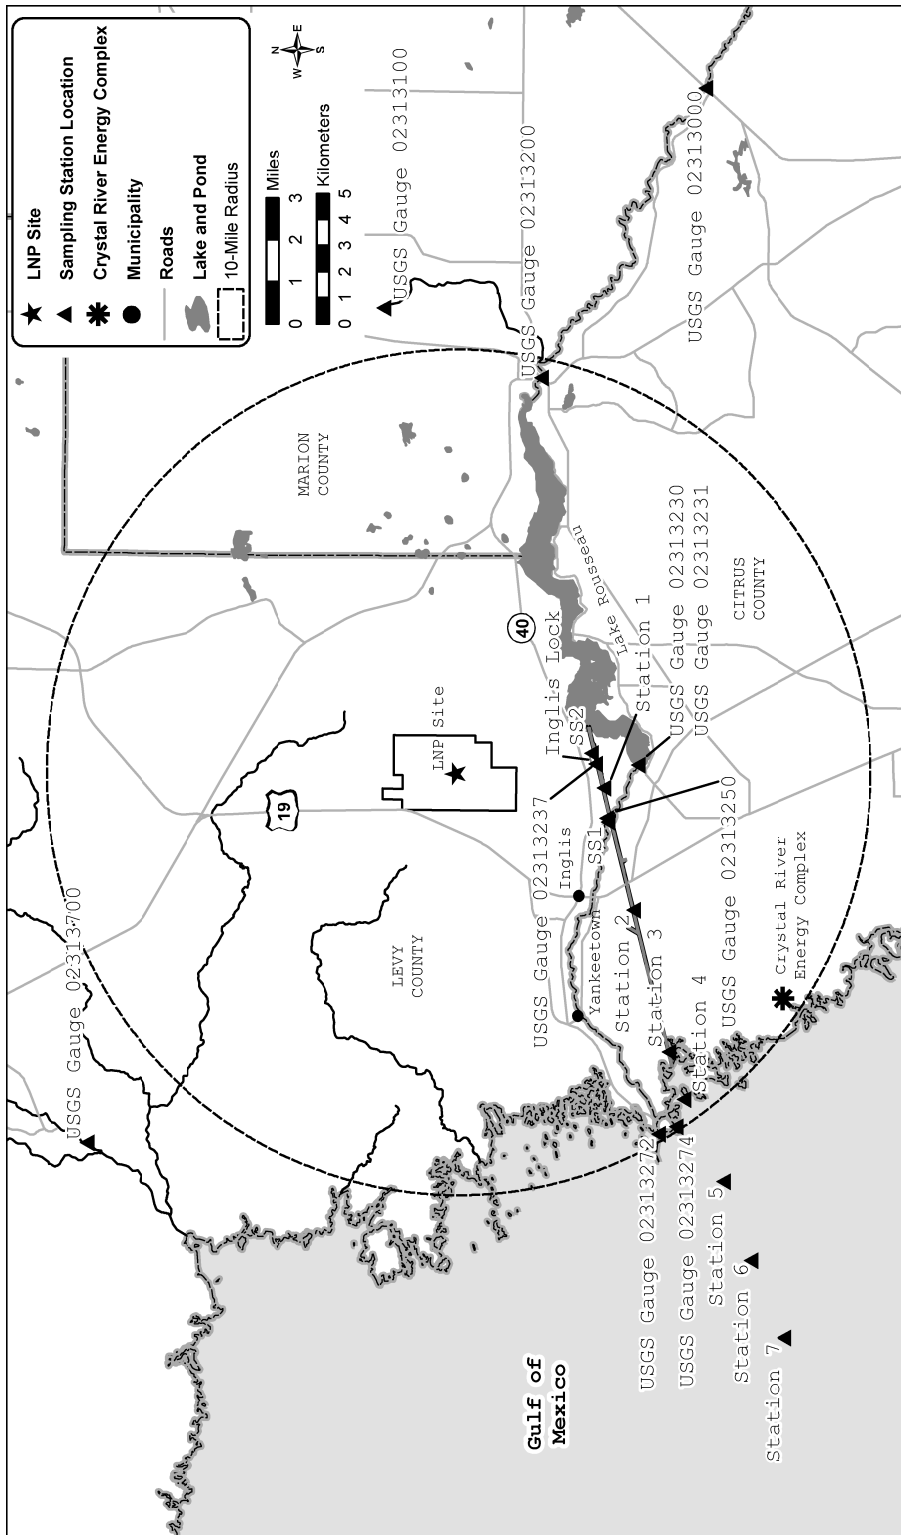 LNP Site
Sampling Station Location
Crystal River Energy Complex
Municipality
Roads
Lake and Pond
10-Mile Radius
Miles
0 1 2 3
Kilometers
0 1 2 3 4 5
N
W E
S
USGS Gauge 02313700
USGS Gauge 02313100
MARION
COUNTY
19
LEVY
COUNTY
LNP Site
USGS Gauge 02313200
40
Inglis Lock
SS2
USGS Gauge 02313237
Inglis
SS1
Yankeetown
Lake Rousseau
Station 1
Station 2
Station 3
USGS Gauge 02313230
USGS Gauge 02313231
USGS Gauge 02313000
CITRUS
COUNTY
Station 4
USGS Gauge 02313250
Crystal River
Energy Complex
USGS Gauge 02313272
USGS Gauge 02313274
Station 5
Station 6
Station 7
Gulf of
Mexico